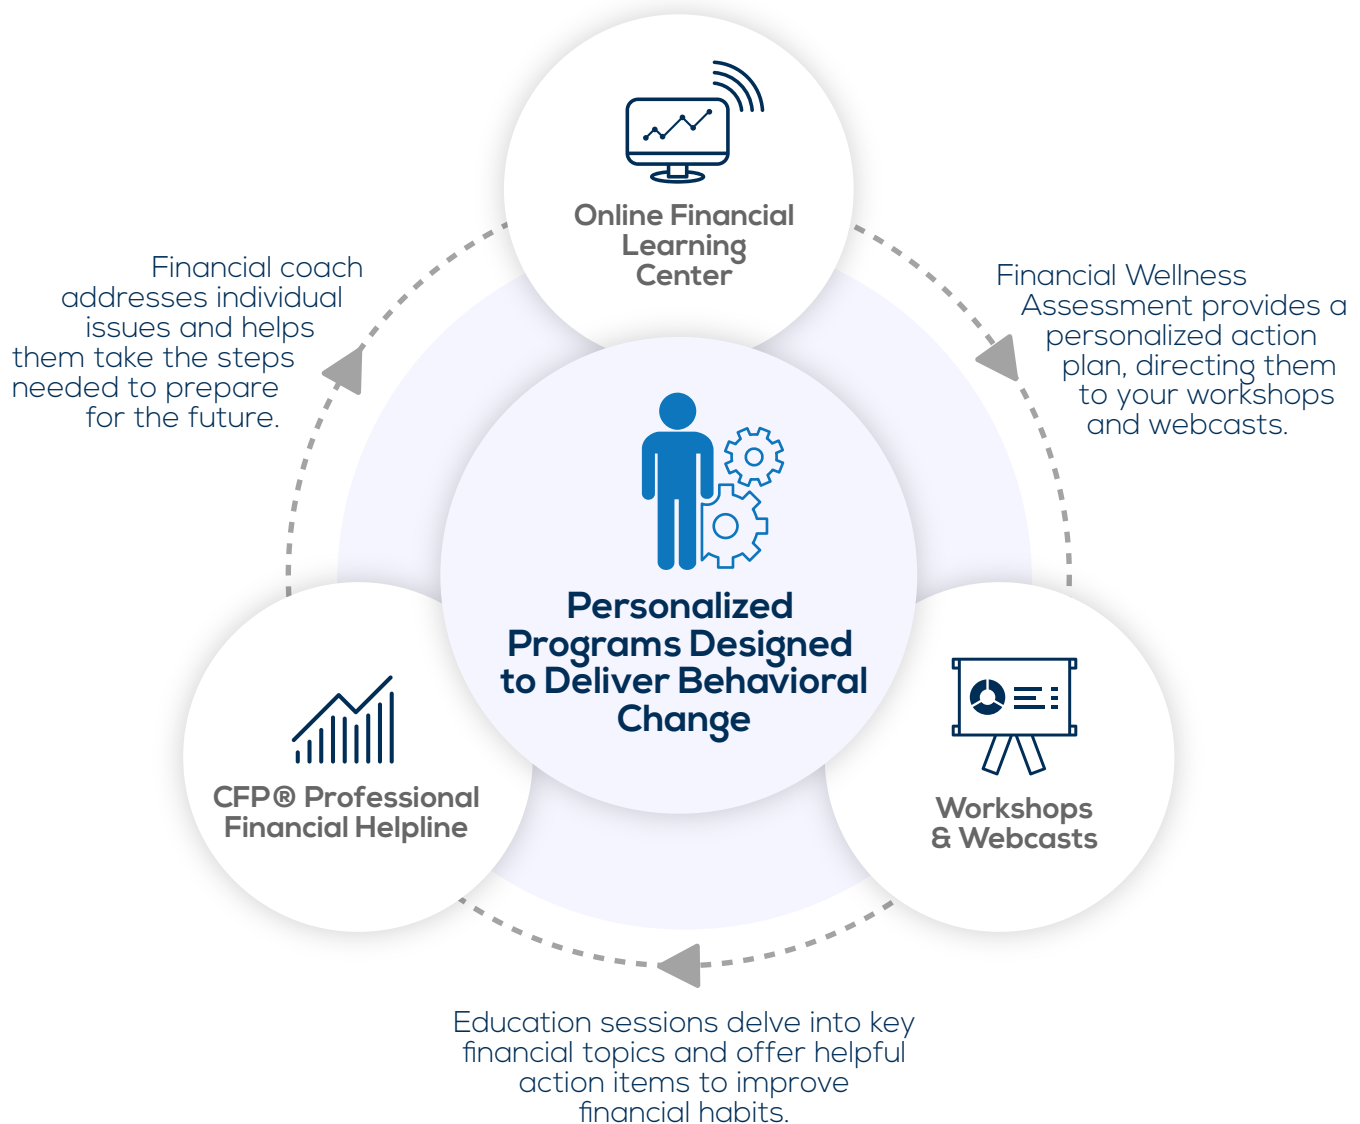 Online Financial
Learning
Center
Financial coach
addresses individual
issues and helps
them take the steps
needed to prepare
for the future.
Financial Wellness
Assessment provides a
personalized action
plan, directing them
to your workshops
and webcasts.
Personalized
Programs Designed
to Deliver Behavioral
Change
CFP® Professional
Financial Helpline
Workshops
& Webcasts
Education sessions delve into key
financial topics and offer helpful
action items to improve
financial habits.